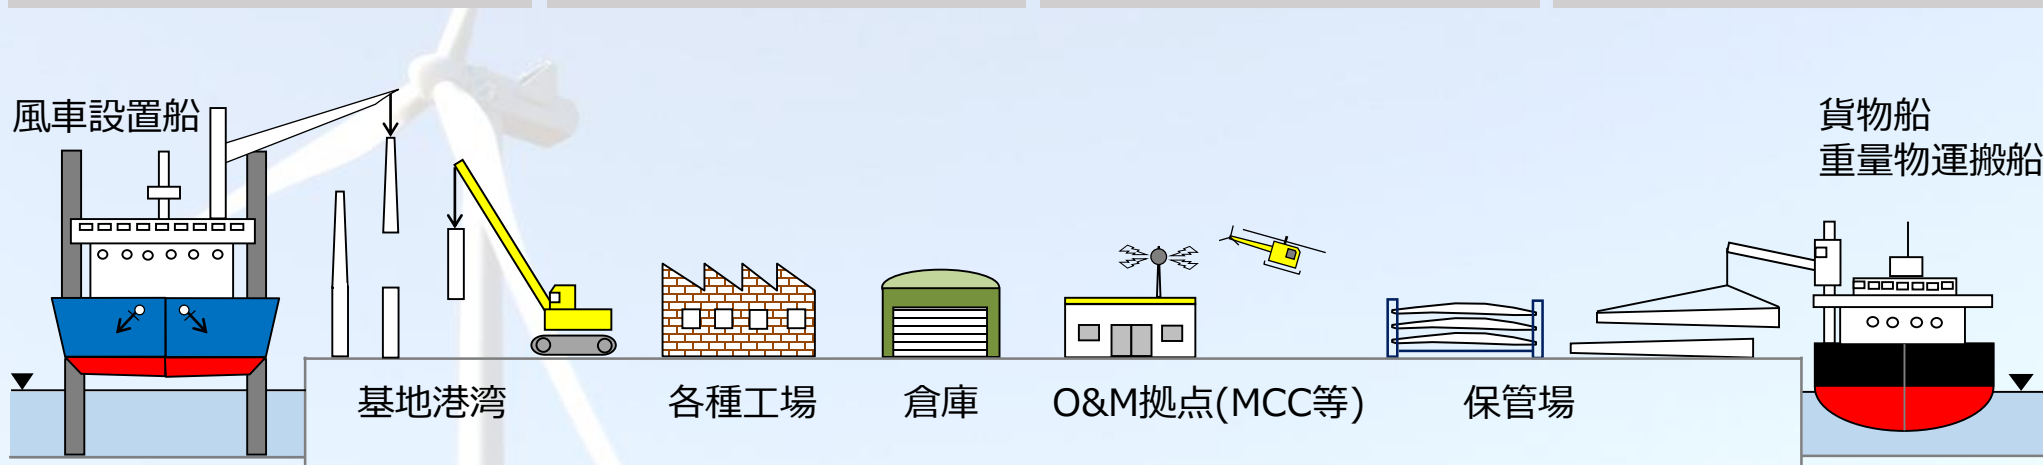 風車設置船
貨物船
重量物運搬船
基地港湾
各種工場
倉庫
O&M拠点(MCC等)
保管場